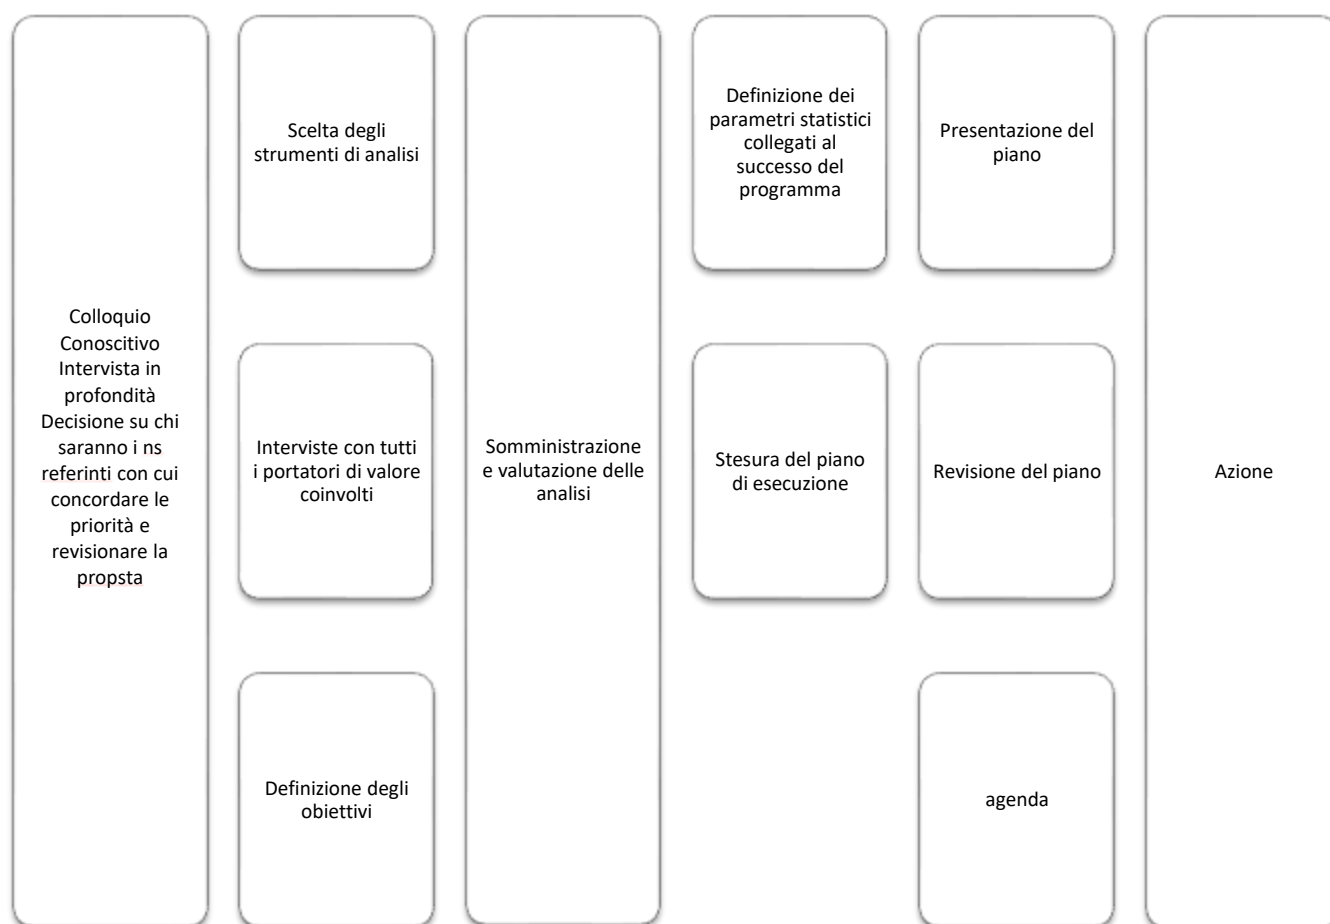 Colloquio
Conoscitivo
Intervista in
profondità
Decisione su chi
saranno i ns
referinti con cui
concordare le
priorità e
revisionare la
propsta
Scelta degli
strumenti di analisi
Interviste con tutti
i portatori di valore
coinvolti
Definizione degli
obiettivi
Somministrazione
e valutazione delle
analisi
Definizione dei
parametri statistici
collegati al
successo del
programma
Stesura del piano
di esecuzione
Presentazione del
piano
Revisione del piano
agenda
Azione